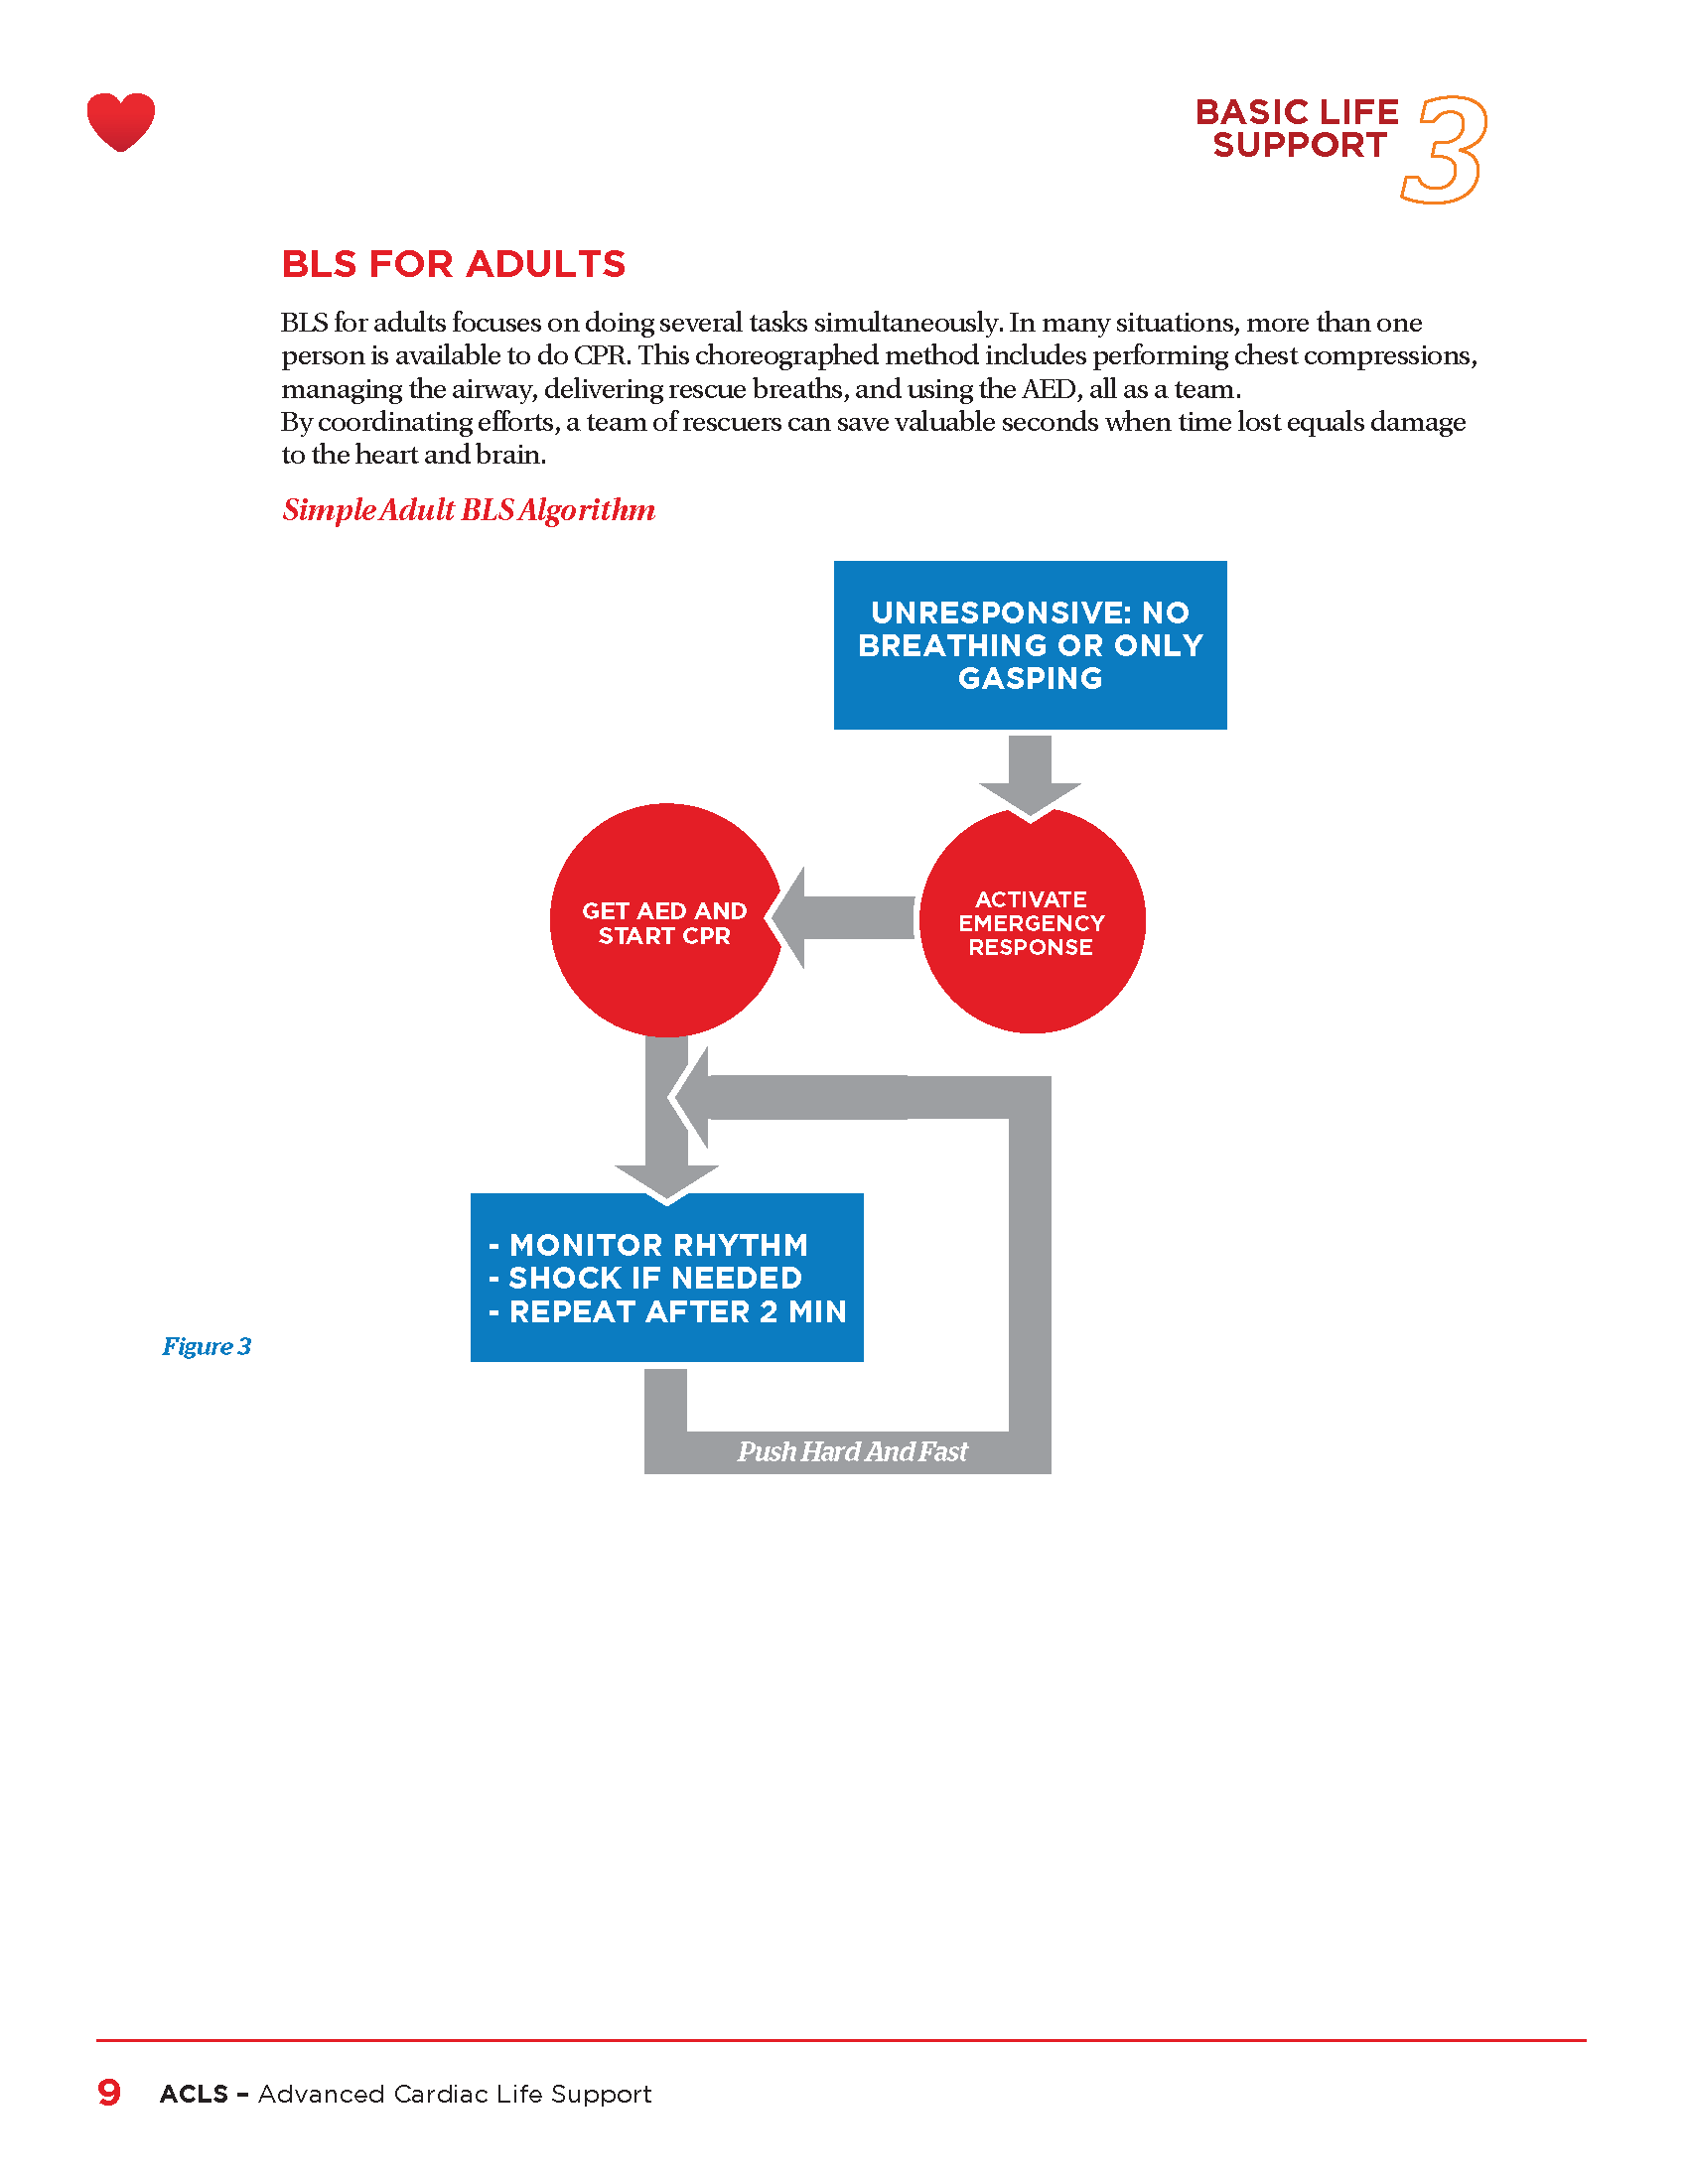 BASIC LIFE
SUPPORT
3
BLS FOR ADULTS
BLS for adults focuses on doing several tasks simultaneously. In many situations, more than one
person is available to do CPR. This choreographed method includes performing chest compressions,
managing the airway, delivering rescue breaths, and using the AED, all as a team.
By coordinating efforts, a team of rescuers can save valuable seconds when time lost equals damage
to the heart and brain.
Simple Adult BLS Algorithm
UNRESPONSIVE: NO
BREATHING OR ONLY
GASPING
ACTIVATE
EMERGENCY
RESPONSE
GET AED AND
START CPR
- MONITOR RHYTHM
- SHOCK IF NEEDED
- REPEAT AFTER 2 MIN
Figure 3
Push Hard And Fast
9 ACLS – Advanced Cardiac Life Support